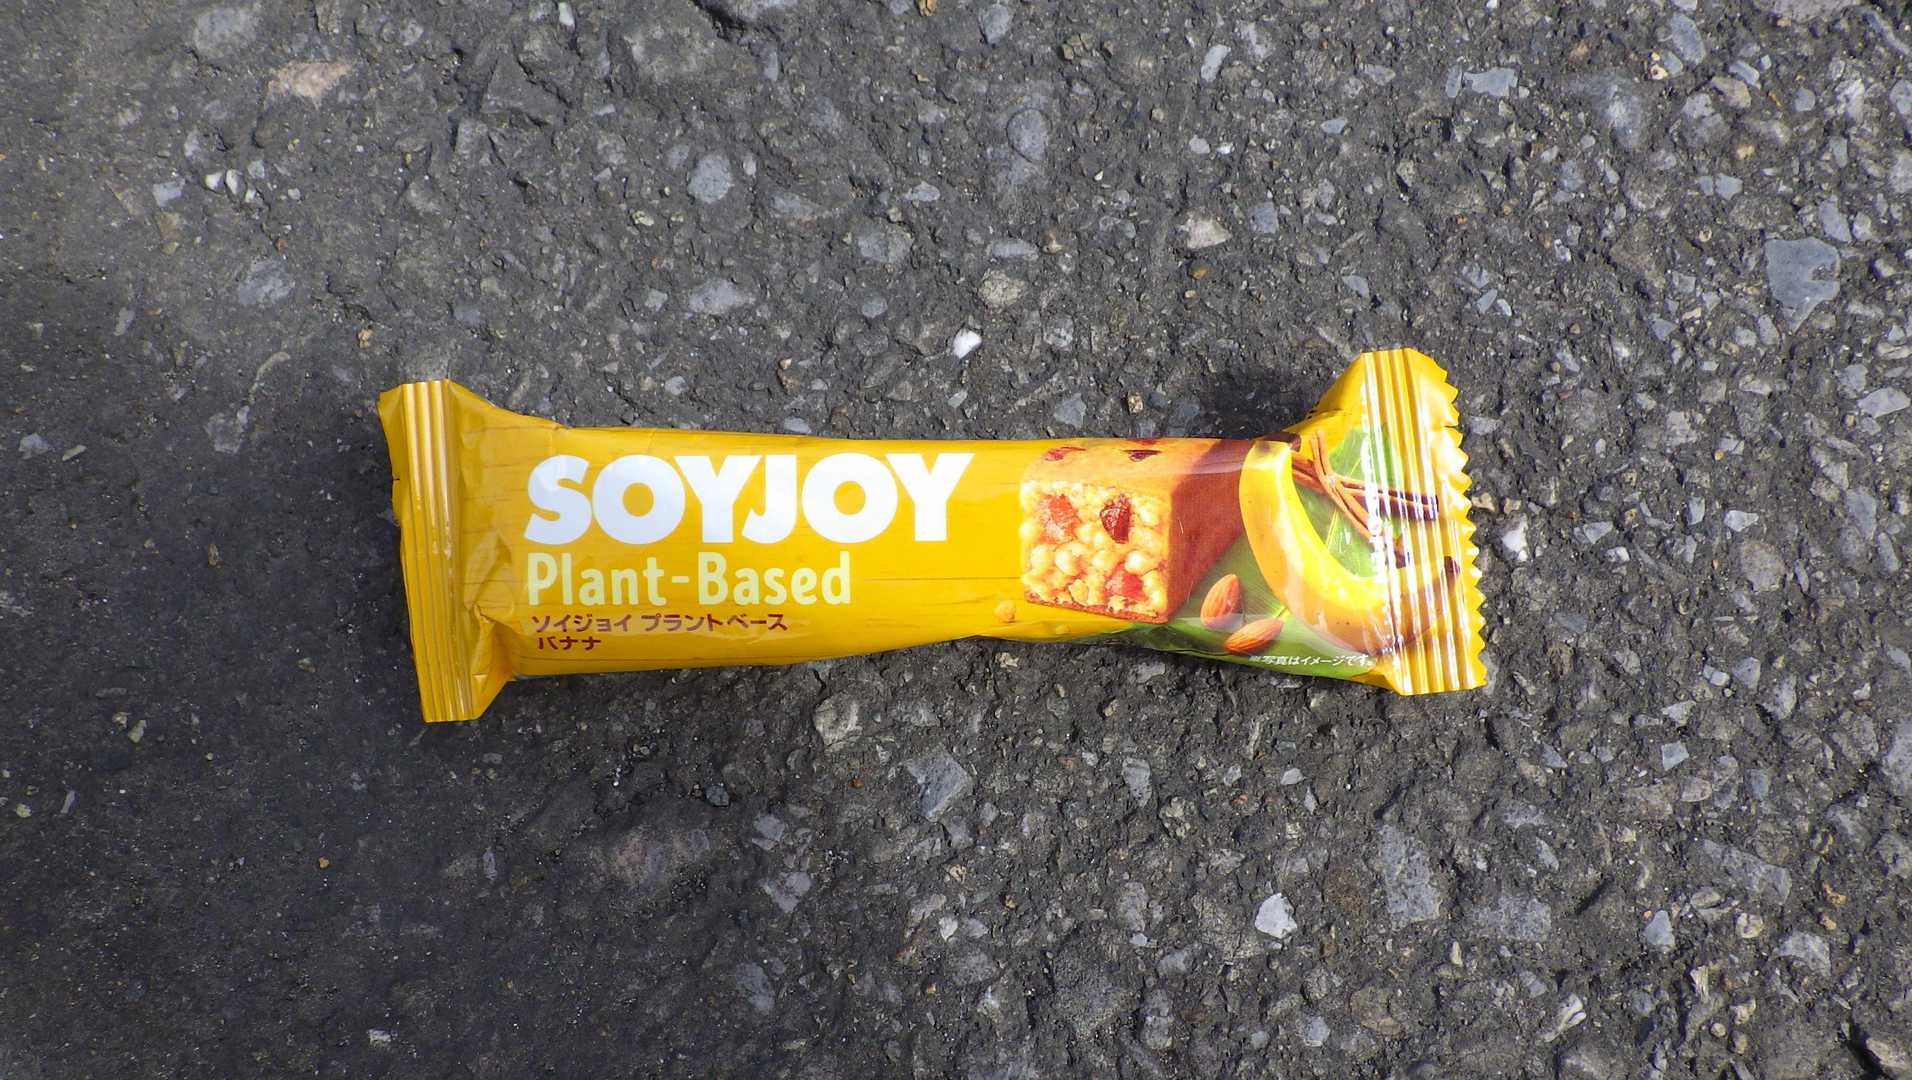 SOYJOY
Plant-Based
ソイジョイ プラントベース
バナナ
※写真はイメージです。